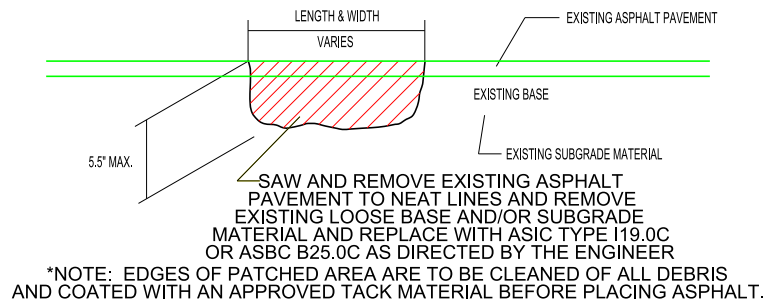 LENGTH & WIDTH
VARIES
EXISTING ASPHALT PAVEMENT
EXISTING BASE
5.5" MAX.
EXISTING SUBGRADE MATERIAL
SAW AND REMOVE EXISTING ASPHALT
PAVEMENT TO NEAT LINES AND REMOVE
EXISTING LOOSE BASE AND/OR SUBGRADE
MATERIAL AND REPLACE WITH ASIC TYPE I19.0C
OR ASBC B25.0C AS DIRECTED BY THE ENGINEER
*NOTE: EDGES OF PATCHED AREA ARE TO BE CLEANED OF ALL DEBRIS
AND COATED WITH AN APPROVED TACK MATERIAL BEFORE PLACING ASPHALT.